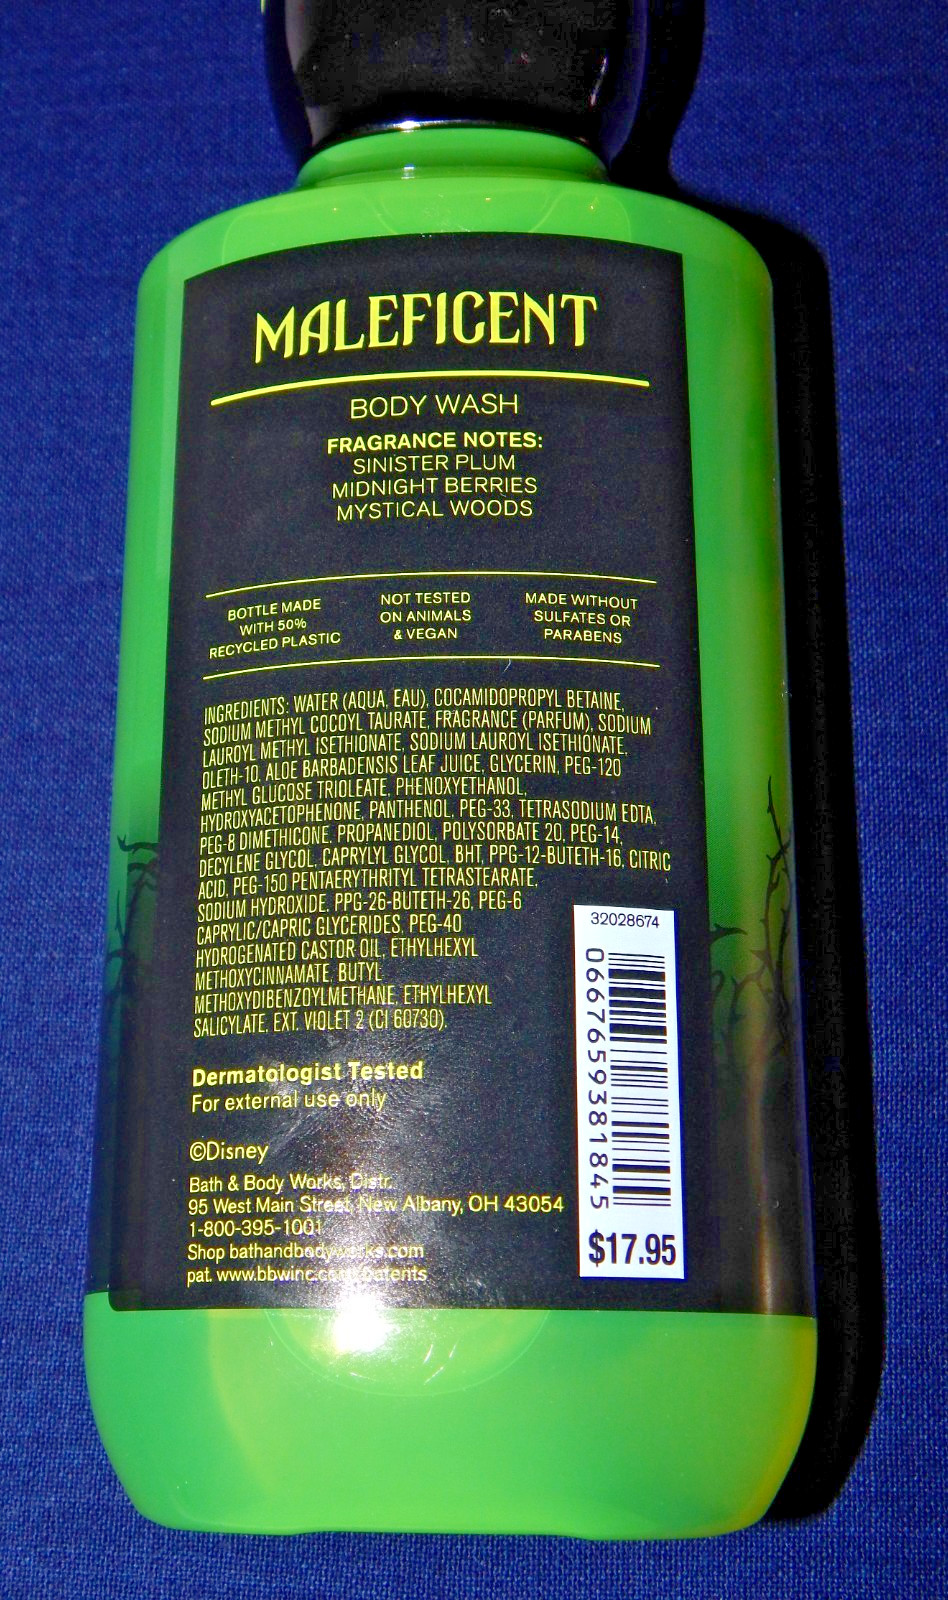 MALEFICENT
BODY WASH
FRAGRANCE NOTES:
SINISTER PLUM
MIDNIGHT BERRIES
MYSTICAL WOODS
BOTTLE MADE
WITH 50%
RECYCLED PLASTIC
NOT TESTED
ON ANIMALS
& VEGAN
MADE WITHOUT
SULFATES OR
PARABENS
INGREDIENTS: WATER (AQUA, EAU), COCAMIDOPROPYL BETAINE,
SODIUM METHYL COCOYL TAURATE, FRAGRANCE (PARFUM), SODIUM
LAUROYL METHYL ISETHIONATE, SODIUM LAUROYL ISETHIONATE,
OLETH-10, ALOE BARBADENSIS LEAF JUICE, GLYCERIN, PEG-120
METHYL GLUCOSE TRIOLEATE, PHENOXYETHANOL,
HYDROXYACETOPHENONE, PANTHENOL, PEG-33, TETRASODIUM EDTA,
PEG-8 DIMETHICONE, PROPANEDIOL, POLYSORBATE 20, PEG-14,
DECYLENE GLYCOL, CAPRYLYL GLYCOL, BHT, PPG-12-BUTETH-16, CITRIC
ACID, PEG-150 PENTAERYTHRITYL TETRASTEARATE,
SODIUM HYDROXIDE, PPG-26-BUTETH-26, PEG-6
CAPRYLIC/CAPRIC GLYCERIDES, PEG-40
HYDROGENATED CASTOR OIL, ETHYLHEXYL
METHOXYCINNAMATE, BUTYL
METHOXYDIBENZOYLMETHANE, ETHYLHEXYL
SALICYLATE, EXT. VIOLET 2 (CI 60730).
32028674
0667659381845
$17.95
Dermatologist Tested
For external use only
©Disney
Bath & Body Works, Distr.
95 West Main Street, New Albany, OH 43054
1-800-395-1001
Shop bathandbodyworks.com
pat. www.bbwinc.com/patents